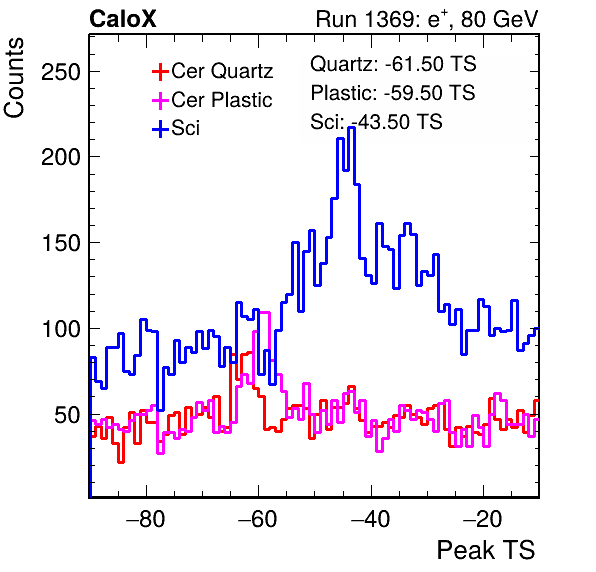 CaloX
Run 1369: e⁺, 80 GeV
Counts
Cer Quartz
Cer Plastic
Sci
Quartz: -61.50 TS
Plastic: -59.50 TS
Sci: -43.50 TS
250
200
150
100
50
−80
−60
−40
−20
Peak TS